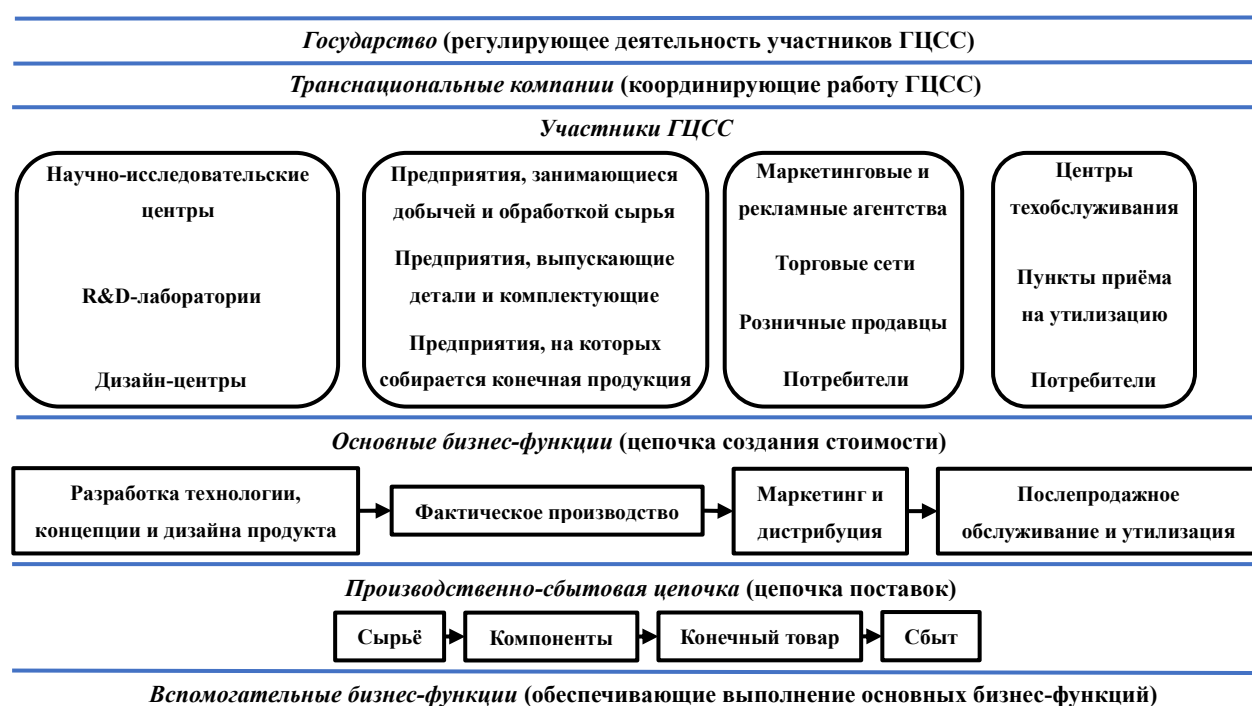 Государство (регулирующее деятельность участников ГЦСС)
Транснациональные компании (координирующие работу ГЦСС)
Участники ГЦСС
Научно-исследовательские
центры
R&D-лаборатории
Дизайн-центры
Предприятия, занимающиеся
добычей и обработкой сырья
Предприятия, выпускающие
детали и комплектующие
Предприятия, на которых
собирается конечная продукция
Маркетинговые и
рекламные агентства
Торговые сети
Розничные продавцы
Потребители
Центры
техобслуживания
Пункты приёма
на утилизацию
Потребители
Основные бизнес-функции (цепочка создания стоимости)
Разработка технологии,
концепции и дизайна продукта
Фактическое производство
Маркетинг и
дистрибуция
Послепродажное
обслуживание и утилизация
Производственно-сбытовая цепочка (цепочка поставок)
Сырьё
Компоненты
Конечный товар
Сбыт
Вспомогательные бизнес-функции (обеспечивающие выполнение основных бизнес-функций)